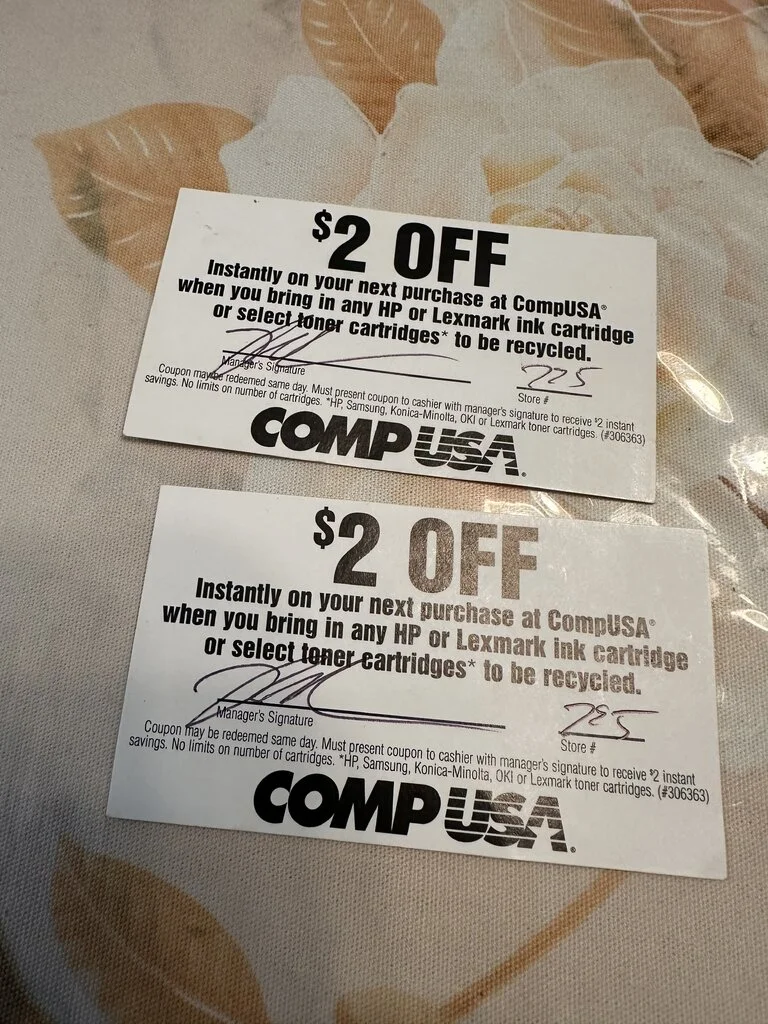 $2 OFF
Instantly on your next purchase at CompUSA®
when you bring in any HP or Lexmark ink cartridge
or select toner cartridges* to be recycled.
Manager's Signature
725
Store #
Coupon may be redeemed same day. Must present coupon to cashier with manager's signature to receive $2 instant
savings. No limits on number of cartridges. *HP, Samsung, Konica-Minolta, OKI or Lexmark toner cartridges. (#306363)
COMPUSA®
$2 OFF
Instantly on your next purchase at CompUSA®
when you bring in any HP or Lexmark ink cartridge
or select toner cartridges* to be recycled.
Manager's Signature
Store #
Coupon may be redeemed same day. Must present coupon to cashier with manager's signature to receive $2 instant
savings. No limits on number of cartridges. *HP, Samsung, Konica-Minolta, OKI or Lexmark toner cartridges. (#306363)
COMPUSA®